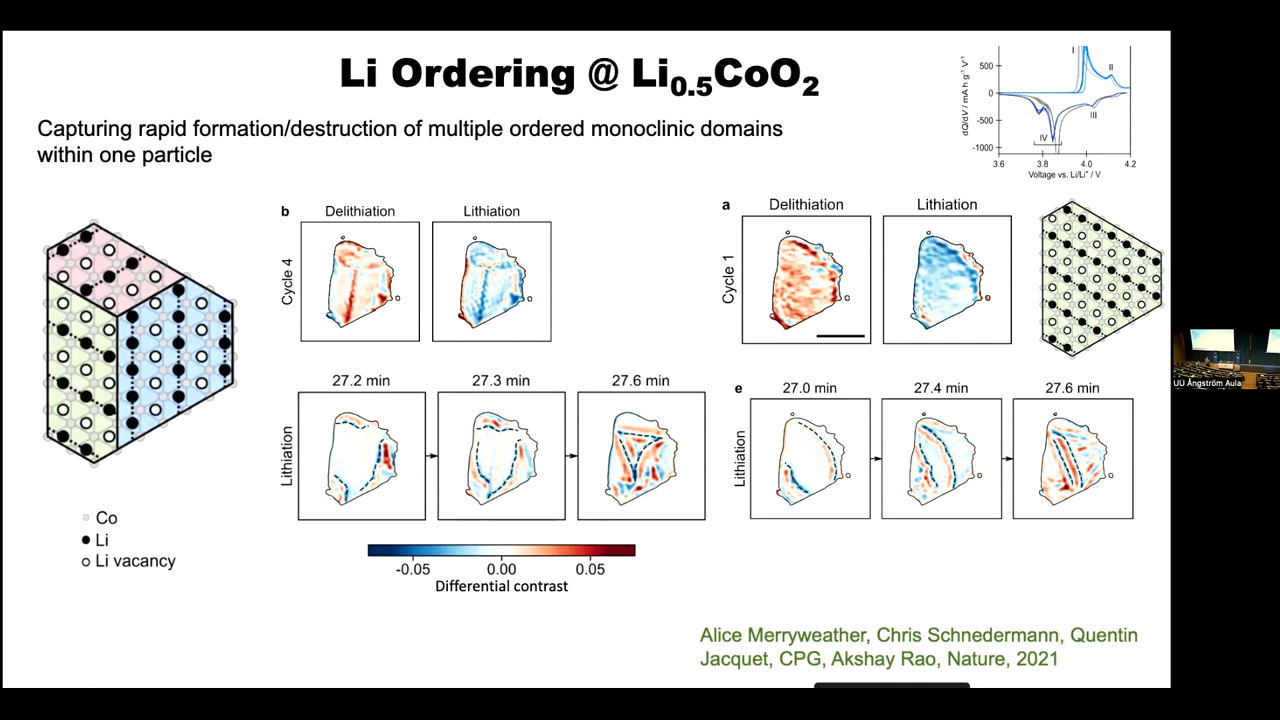 Li Ordering @ Li0.5CoO2
Capturing rapid formation/destruction of multiple ordered monoclinic domains
within one particle
500
0
-500
-1000
dQ/dV / mA h g⁻¹ V⁻¹
I
II
III
IV
3.6
3.8
4.0
4.2
Voltage vs. Li/Li⁺ / V
b
Delithiation
Lithiation
Cycle 4
27.2 min
27.3 min
27.6 min
Lithiation
a
Delithiation
Lithiation
Cycle 1
e
27.0 min
27.4 min
27.6 min
Lithiation
Co
Li
Li vacancy
-0.05
0.00
0.05
Differential contrast
Alice Merryweather, Chris Schnedermann, Quentin
Jacquet, CPG, Akshay Rao, Nature, 2021
UU Ångström Aula